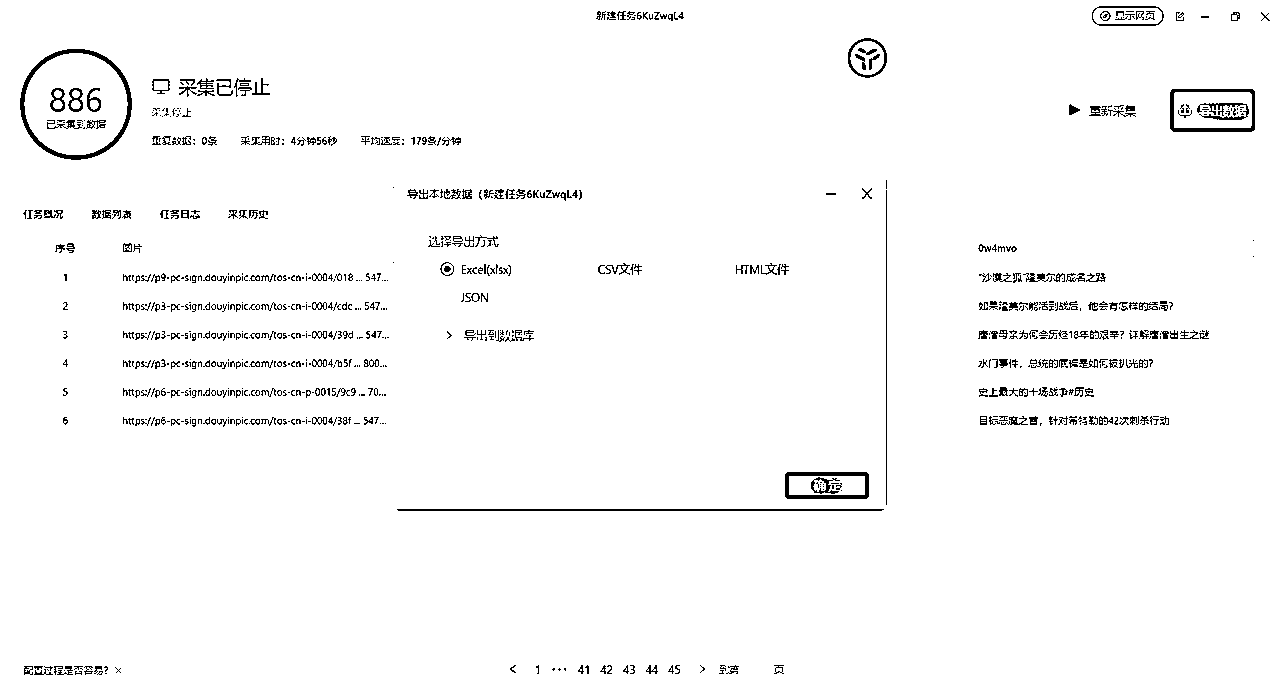 新建任务6KuZwqL4
显示网页
886
已采集到数据
采集已停止
采集停止
重复数据：0条 采集用时：4分钟56秒 平均速度：179条/分钟
重新采集
导出数据
任务概况 数据列表 任务日志 采集历史
导出本地数据（新建任务6KuZwqL4）
选择导出方式
Excel(xlsx) CSV文件 HTML文件
JSON
导出到数据库
确定
序号 图片 0w4mvo
1 https://p9-pc-sign.douyinpic.com/tos-cn-i-0004/018 ... 547... "沙漠之狐"隆美尔的成名之路
2 https://p3-pc-sign.douyinpic.com/tos-cn-i-0004/cdc ... 547... 如果隆美尔能活到战后，他会有怎样的结局?
3 https://p3-pc-sign.douyinpic.com/tos-cn-i-0004/39d ... 547... 唐僧母亲为何会历经18年的艰辛？详解唐僧出生之谜
4 https://p3-pc-sign.douyinpic.com/tos-cn-i-0004/b5f ... 800... 水门事件，总统的底裤是如何被扒光的?
5 https://p6-pc-sign.douyinpic.com/tos-cn-p-0015/9c9 ... 70... 史上最大的十场战争#历史
6 https://p6-pc-sign.douyinpic.com/tos-cn-i-0004/38f ... 547... 目标恶魔之首，针对希特勒的42次刺杀行动
配置过程是否容易? ×
< 1 ··· 41 42 43 44 45 > 到第 页